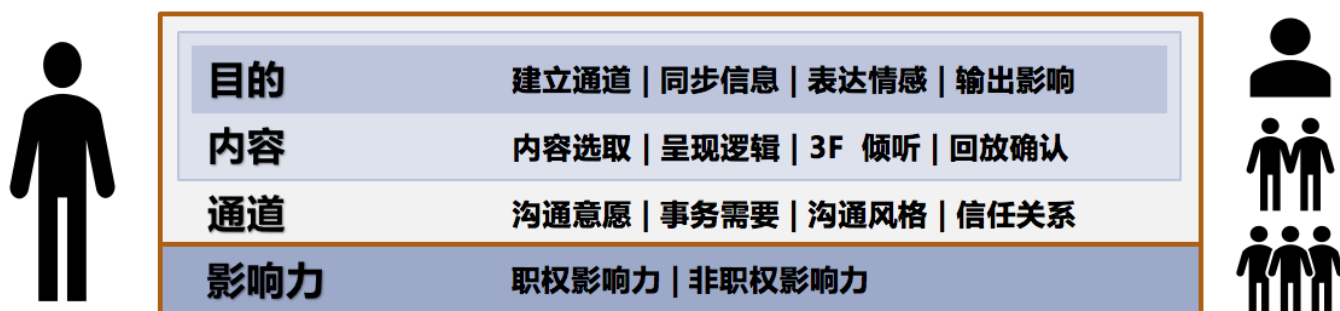 目的 建立通道 | 同步信息 | 表达情感 | 输出影响
内容 内容选取 | 呈现逻辑 | 3F 倾听 | 回放确认
通道 沟通意愿 | 事务需要 | 沟通风格 | 信任关系
影响力 职权影响力 | 非职权影响力